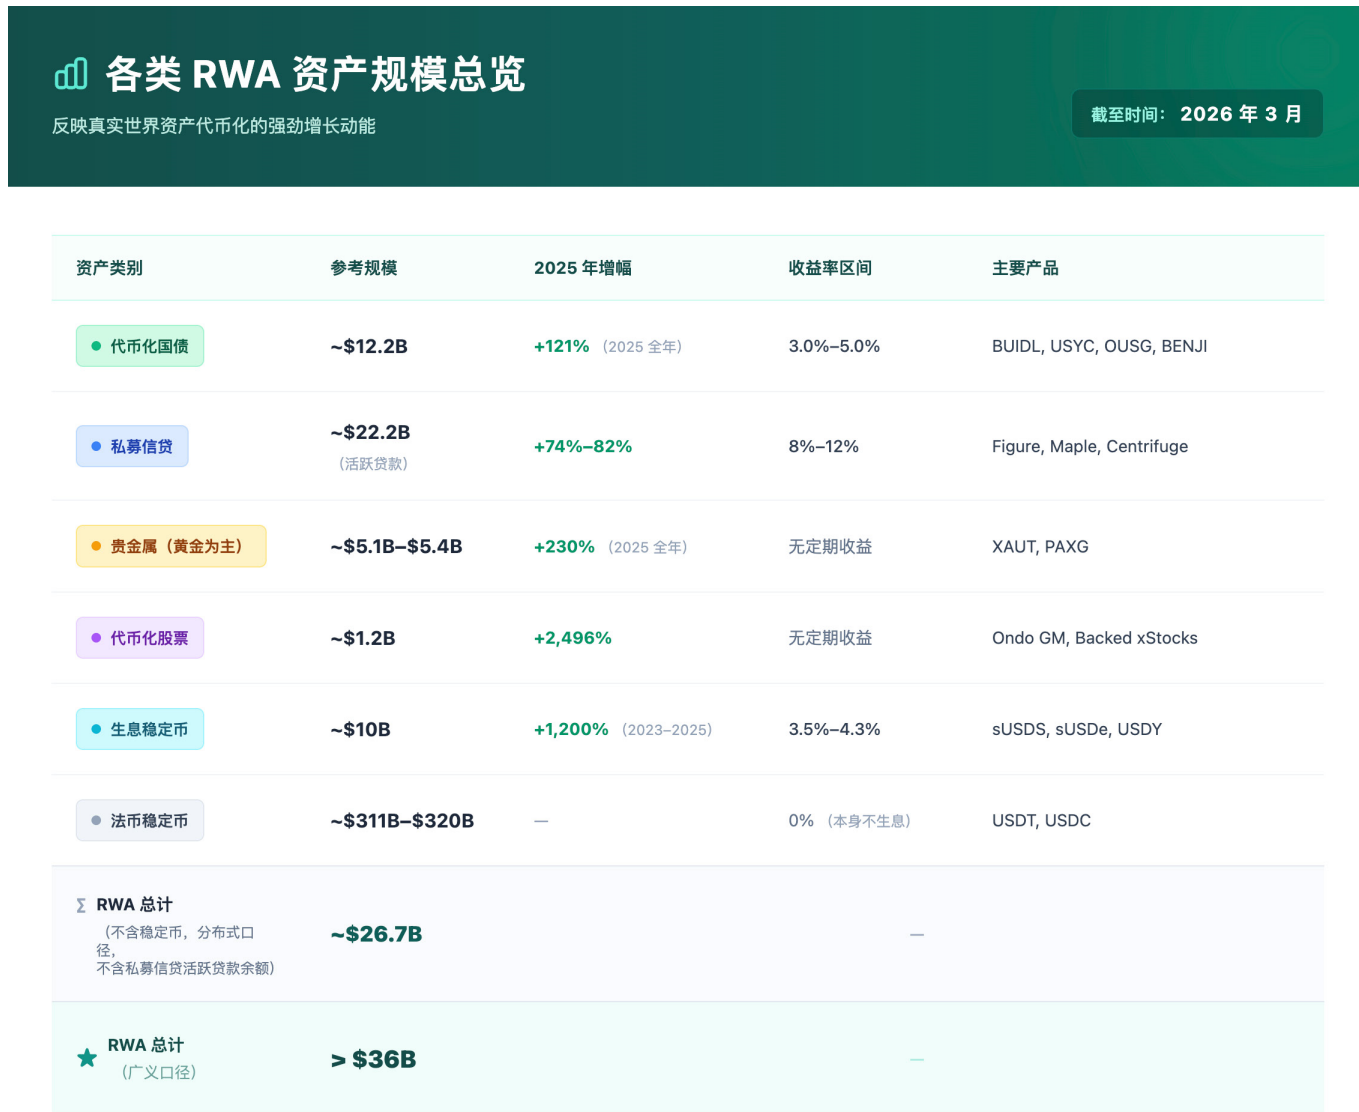 各类 RWA 资产规模总览
反映真实世界资产代币化的强劲增长动能
截至时间： 2026 年 3 月
资产类别 参考规模 2025 年增幅 收益率区间 主要产品
代币化国债 ~$12.2B +121% （2025 全年） 3.0%–5.0% BUIDL, USYC, OUSG, BENJI
私募信贷 ~$22.2B （活跃贷款） +74%–82% 8%–12% Figure, Maple, Centrifuge
贵金属（黄金为主） ~$5.1B–$5.4B +230% （2025 全年） 无定期收益 XAUT, PAXG
代币化股票 ~$1.2B +2,496% 无定期收益 Ondo GM, Backed xStocks
生息稳定币 ~$10B +1,200% （2023–2025） 3.5%–4.3% sUSDS, sUSDe, USDY
法币稳定币 ~$311B–$320B — 0% （本身不生息） USDT, USDC
Σ RWA 总计
（不含稳定币，分布式口
径，
不含私募信贷活跃贷款余额）
~$26.7B —
RWA 总计
（广义口径）
> $36B —